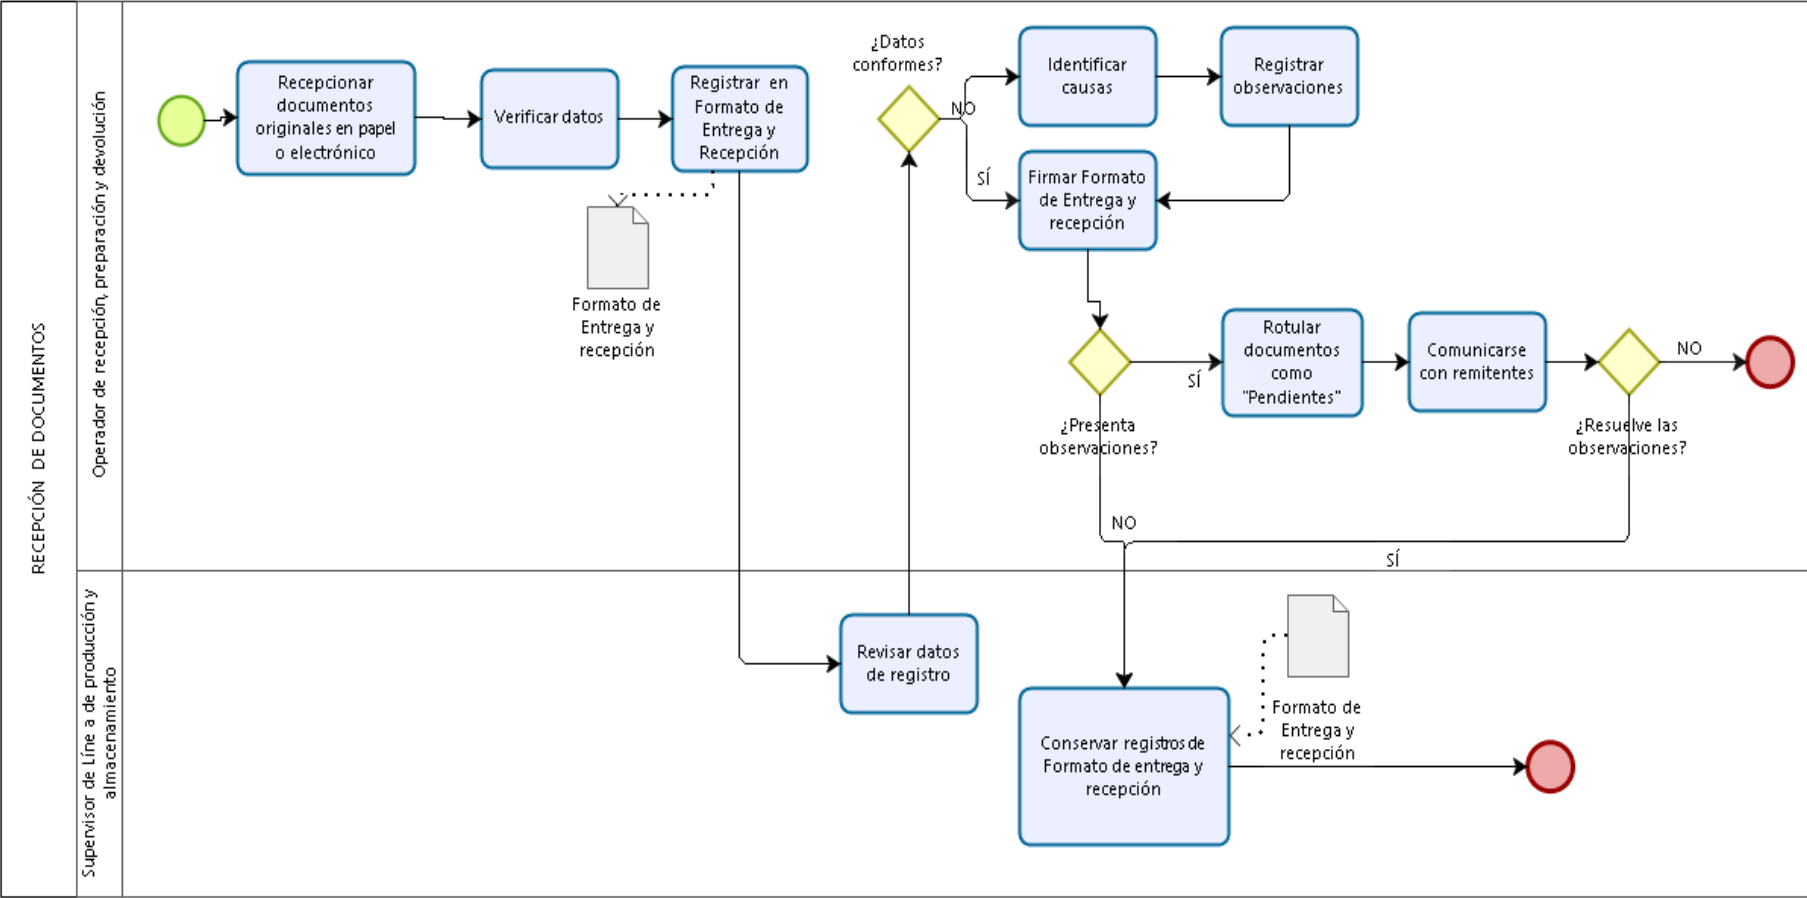 RECEPCIÓN DE DOCUMENTOS
Operador de recepción, preparación y devolución
Recepcionar
documentos
originales en papel
o electrónico
Verificar datos
Registrar en
Formato de
Entrega y
Recepción
Formato de
Entrega y
recepción
¿Datos
conformes?
NO
SÍ
Identificar
causas
Registrar
observaciones
Firmar Formato
de Entrega y
recepción
¿Presenta
observaciones?
SÍ
NO
Rotular
documentos
como
"Pendientes"
Comunicarse
con remitentes
¿Resuelve las
observaciones?
NO
SÍ
Supervisor de Líne a de producción y
almacenamiento
Revisar datos
de registro
Conservar registros de
Formato de entrega y
recepción
Formato de
Entrega y
recepción